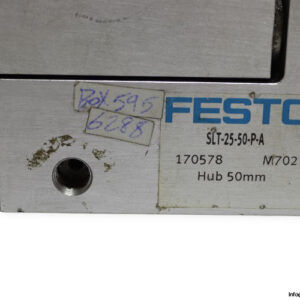 Box 595
6288
FESTO
SLT-25-50-P-A
170578 M702
Hub 50mm